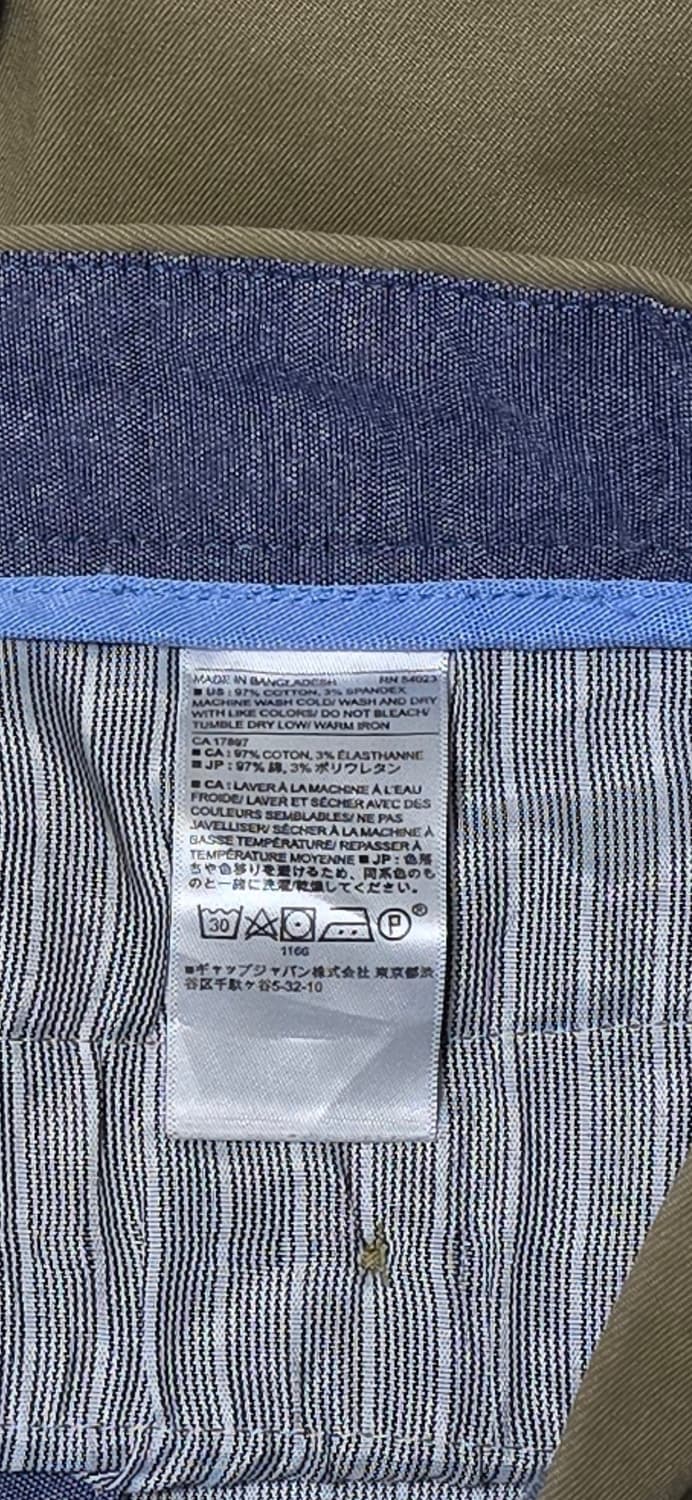 MADE IN BANGLADESH RN 54023
■ US : 97% COTTON, 3% SPANDEX
MACHINE WASH COLD/ WASH AND DRY
WITH LIKE COLORS/ DO NOT BLEACH/
TUMBLE DRY LOW/ WARM IRON
CA 17897
■ CA : 97% COTON, 3% ÉLASTHANNE
■ JP : 97% 綿, 3% ポリウレタン
■ CA : LAVER À LA MACHINE À L'EAU
FROIDE/ LAVER ET SÉCHER AVEC DES
COULEURS SEMBLABLES/ NE PAS
JAVELLISER/ SÉCHER À LA MACHINE À
BASSE TEMPÉRATURE/ REPASSER À
TEMPÉRATURE MOYENNE ■ JP : 色落
ちや色移りを避けるため、同系色のも
のと一緒に洗濯/乾燥してください。
30 P ®
1166
■ギャップジャパン株式会社 東京都渋
谷区千駄ヶ谷5-32-10